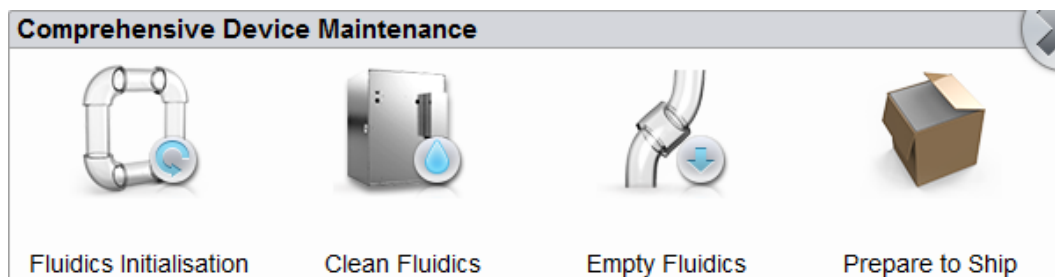 Comprehensive Device Maintenance
Fluidics Initialisation
Clean Fluidics
Empty Fluidics
Prepare to Ship